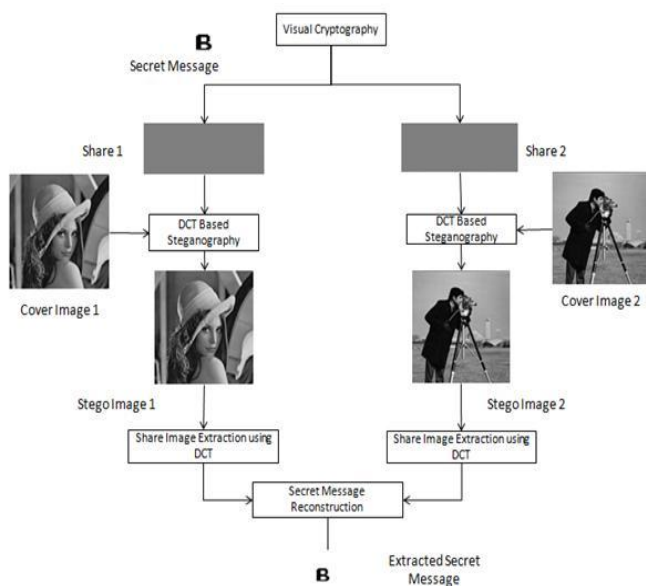 Visual Cryptography
B
Secret Message
Share 1
Share 2
DCT Based
Steganography
DCT Based
Steganography
Cover Image 1
Cover Image 2
Stego Image 1
Stego Image 2
Share Image Extraction using
DCT
Share Image Extraction using
DCT
Secret Message
Reconstruction
B
Extracted Secret
Message